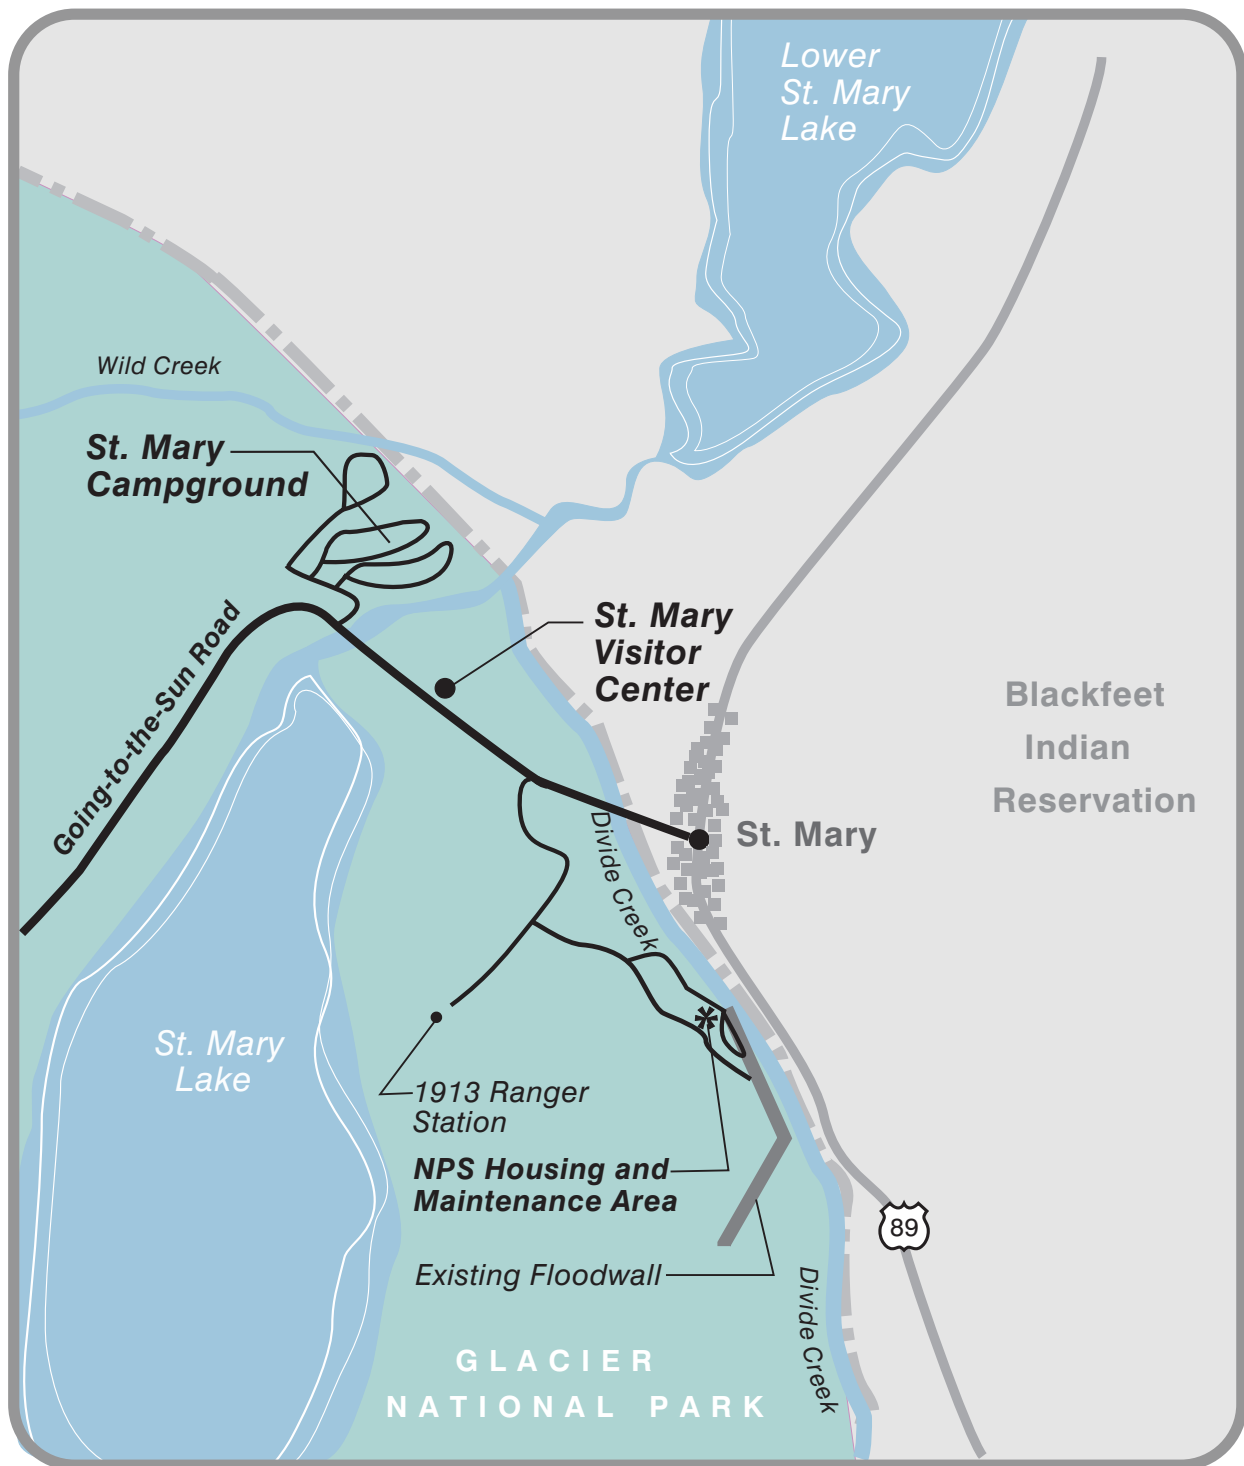 Lower
St. Mary
Lake
Wild Creek
St. Mary
Campground
Going-to-the-Sun Road
St. Mary
Visitor
Center
Blackfeet
Indian
Reservation
St. Mary
Divide Creek
St. Mary
Lake
1913 Ranger
Station
NPS Housing and
Maintenance Area
89
Existing Floodwall
Divide Creek
GLACIER
NATIONAL PARK